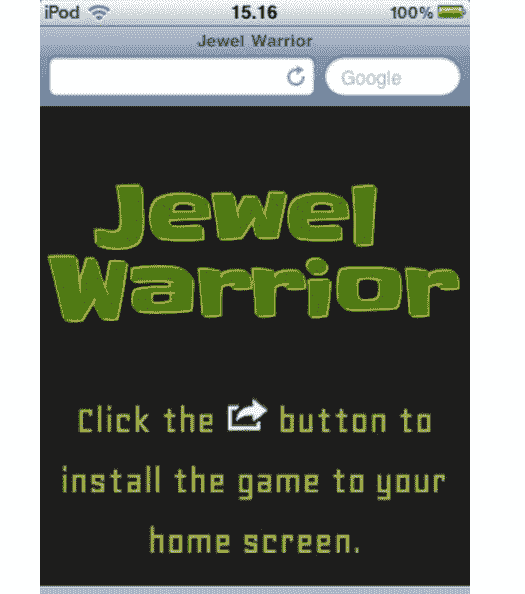 iPod 15.16 100%
Jewel Warrior
Google
Jewel
Warrior
Click the button to
install the game to your
home screen.